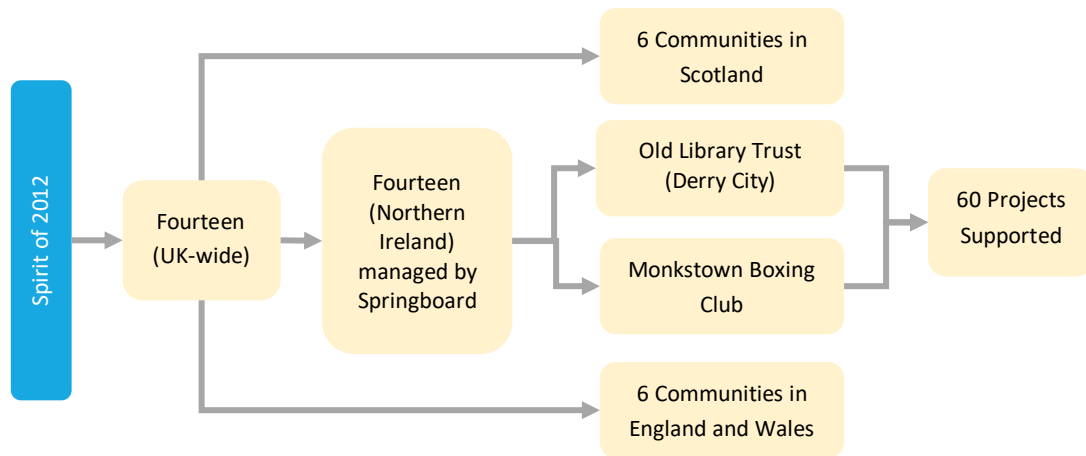 Spirit of 2012
Fourteen
(UK-wide)
Fourteen
(Northern
Ireland)
managed by
Springboard
6 Communities in
Scotland
Old Library Trust
(Derry City)
Monkstown Boxing
Club
6 Communities in
England and Wales
60 Projects
Supported